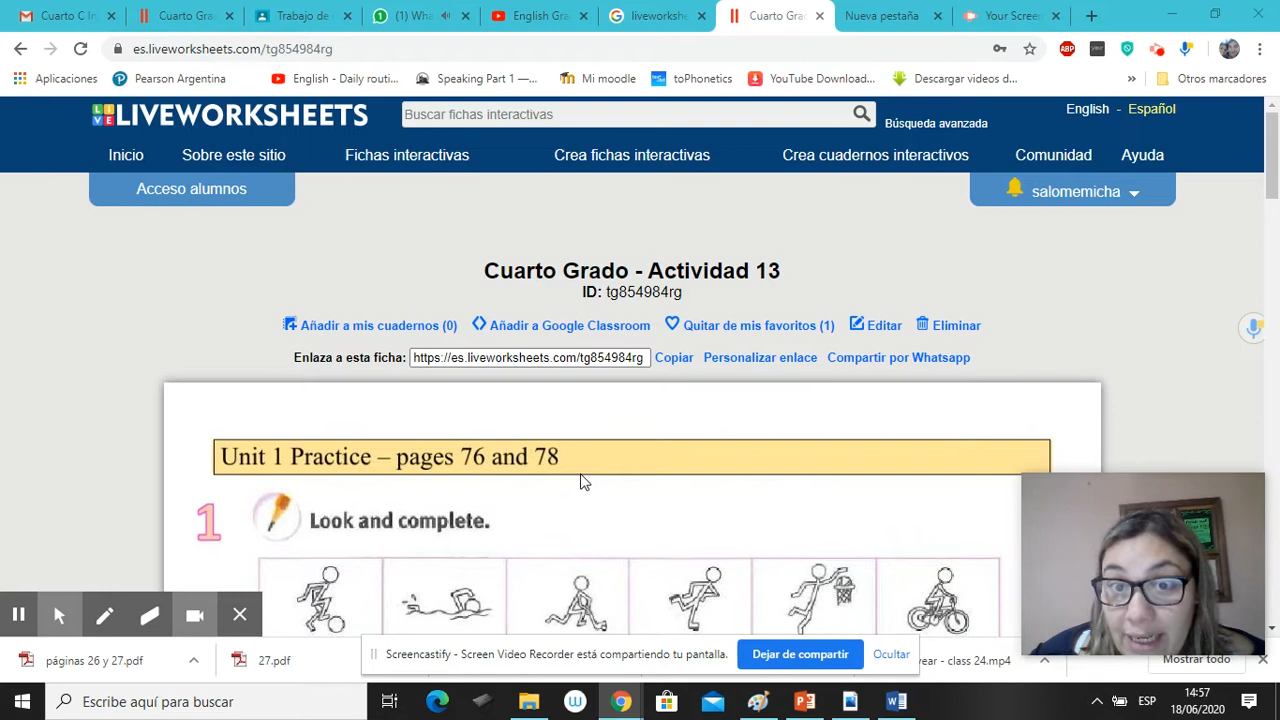 Cuarto C In
Cuarto Gra
Trabajo de
(1) Wha
English Gra
liveworkshe
Cuarto Gra
Nueva pestaña
Your Scree
es.liveworksheets.com/tg854984rg
ABP
Aplicaciones
Pearson Argentina
English - Daily routi...
Speaking Part 1 —...
Mi moodle
toPhonetics
YouTube Download...
Descargar videos d...
»
Otros marcadores
LIVEWORKSHEETS
Buscar fichas interactivas
Búsqueda avanzada
English - Español
Inicio
Sobre este sitio
Fichas interactivas
Crea fichas interactivas
Crea cuadernos interactivos
Comunidad
Ayuda
Acceso alumnos
salomemicha
Cuarto Grado - Actividad 13
ID: tg854984rg
Añadir a mis cuadernos (0)
Añadir a Google Classroom
Quitar de mis favoritos (1)
Editar
Eliminar
Enlaza a esta ficha: https://es.liveworksheets.com/tg854984rg Copiar Personalizar enlace Compartir por Whatsapp
Unit 1 Practice – pages 76 and 78
1 Look and complete.
Screencastify - Screen Video Recorder está compartiendo tu pantalla.
Dejar de compartir
Ocultar
páginas 26 y 27.pdf
27.pdf
year - class 24.mp4
Mostrar todo
Escribe aquí para buscar
ESP
14:57
18/06/2020